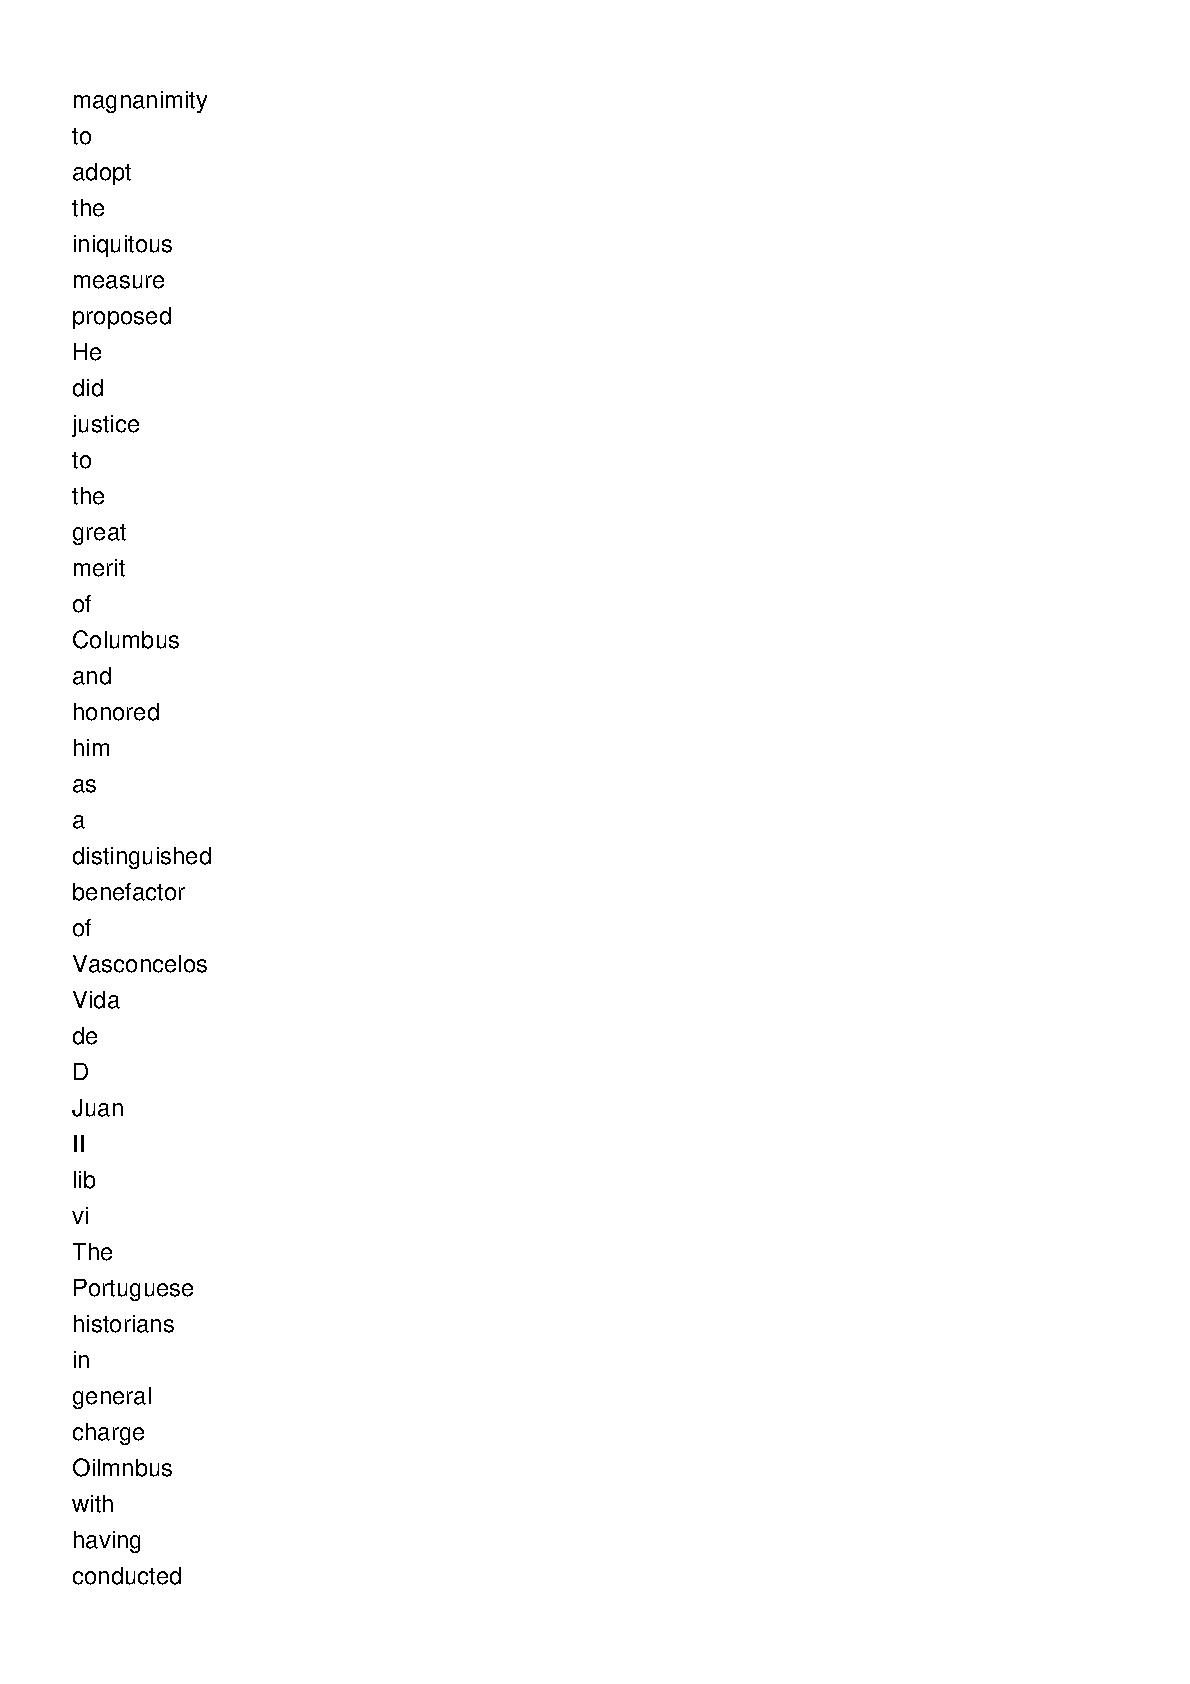 magnanimity
to
adopt
the
iniquitous
measure
proposed
He
did
justice
to
the
great
merit
of
Columbus
and
honored
him
as
a
distinguished
benefactor
of
Vasconcelos
Vida
de
D
Juan
II
lib
vi
The
Portuguese
historians
in
general
charge
Oilmnbus
with
having
conducted